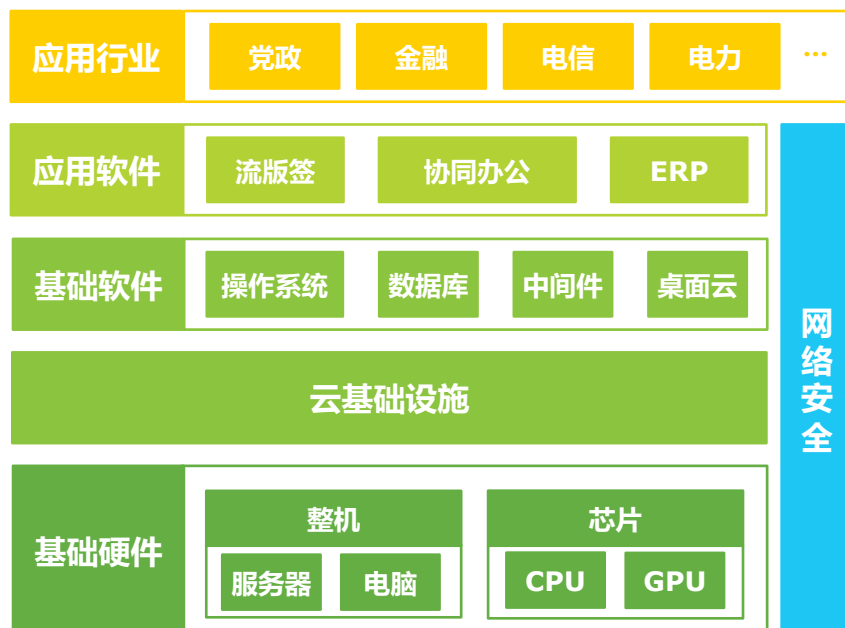 应用行业
党政
金融
电信
电力
...
应用软件
流版签
协同办公
ERP
基础软件
操作系统
数据库
中间件
桌面云
网络安全
云基础设施
基础硬件
整机
服务器
电脑
芯片
CPU
GPU